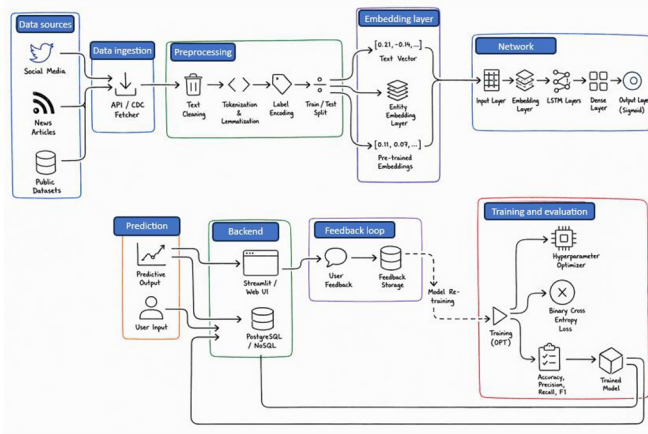 Data sources
Social Media
News
Articles
Public
Datasets
Data ingestion
API / CDC
Fetcher
Preprocessing
Text
Cleaning
Tokenization
&
Lemmatization
Label
Encoding
Train / Test
Split
Embedding layer
[0.21, -0.14, ...]
Text Vector
Entity
Embedding
Layer
[0.11, 0.07, ...]
Pre-trained
Embeddings
Network
Input Layer
Embedding
Layer
LSTM Layers
Dense
Layer
Output Laye
(Sigmoid)
Prediction
Predictive
Output
User Input
Backend
Streamlit /
Web UI
PostgreSQL
/ NoSQL
Feedback loop
User
Feedback
Feedback
Storage
Model Re-
training
Training and evaluation
Hyperparameter
Optimizer
Binary Cross
Entropy
Loss
Training
(OPT)
Accuracy,
Precision,
Recall, F1
Trained
Model